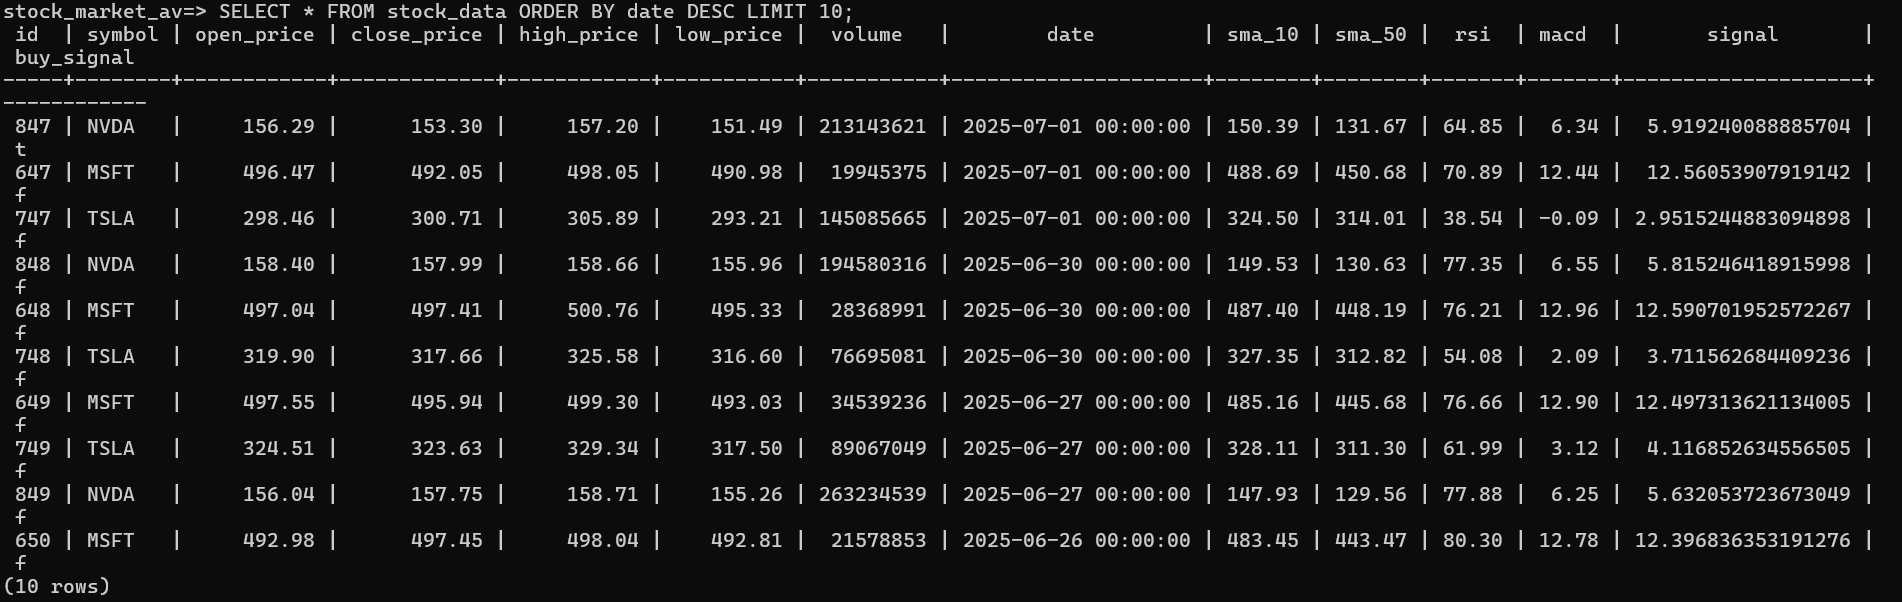 stock_market_av=> SELECT * FROM stock_data ORDER BY date DESC LIMIT 10;
 id  | symbol | open_price | close_price | high_price | low_price |  volume   |        date         | sma_10 | sma_50 |  rsi  | macd  |       signal       |
 buy_signal
-----+--------+------------+-------------+------------+-----------+-----------+---------------------+--------+--------+-------+-------+--------------------+
------------
 847 | NVDA   |     156.29 |      153.30 |     157.20 |    151.49 | 213143621 | 2025-07-01 00:00:00 | 150.39 | 131.67 | 64.85 |  6.34 |  5.919240088885704 |
 t
 647 | MSFT   |     496.47 |      492.05 |     498.05 |    490.98 |  19945375 | 2025-07-01 00:00:00 | 488.69 | 450.68 | 70.89 | 12.44 |  12.56053907919142 |
 f
 747 | TSLA   |     298.46 |      300.71 |     305.89 |    293.21 | 145085665 | 2025-07-01 00:00:00 | 324.50 | 314.01 | 38.54 | -0.09 | 2.9515244883094898 |
 f
 848 | NVDA   |     158.40 |      157.99 |     158.66 |    155.96 | 194580316 | 2025-06-30 00:00:00 | 149.53 | 130.63 | 77.35 |  6.55 |  5.815246418915998 |
 f
 648 | MSFT   |     497.04 |      497.41 |     500.76 |    495.33 |  28368991 | 2025-06-30 00:00:00 | 487.40 | 448.19 | 76.21 | 12.96 | 12.590701952572267 |
 f
 748 | TSLA   |     319.90 |      317.66 |     325.58 |    316.60 |  76695081 | 2025-06-30 00:00:00 | 327.35 | 312.82 | 54.08 |  2.09 |  3.711562684409236 |
 f
 649 | MSFT   |     497.55 |      495.94 |     499.30 |    493.03 |  34539236 | 2025-06-27 00:00:00 | 485.16 | 445.68 | 76.66 | 12.90 | 12.497313621134005 |
 f
 749 | TSLA   |     324.51 |      323.63 |     329.34 |    317.50 |  89067049 | 2025-06-27 00:00:00 | 328.11 | 311.30 | 61.99 |  3.12 |  4.116852634556505 |
 f
 849 | NVDA   |     156.04 |      157.75 |     158.71 |    155.26 | 263234539 | 2025-06-27 00:00:00 | 147.93 | 129.56 | 77.88 |  6.25 |  5.632053723673049 |
 f
 650 | MSFT   |     492.98 |      497.45 |     498.04 |    492.81 |  21578853 | 2025-06-26 00:00:00 | 483.45 | 443.47 | 80.30 | 12.78 | 12.396836353191276 |
 f
(10 rows)